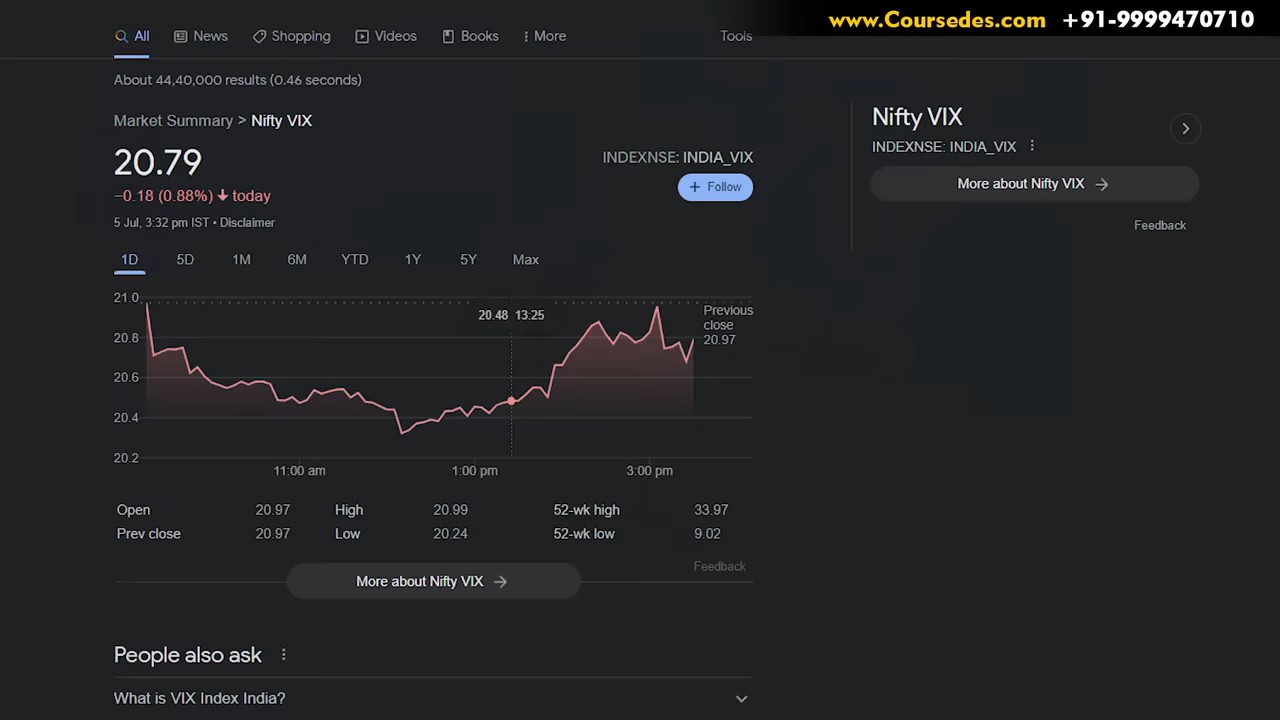 www.Coursedes.com +91-9999470710
All News Shopping Videos Books More Tools
About 44,40,000 results (0.46 seconds)
Market Summary > Nifty VIX
20.79
INDEXNSE: INDIA_VIX
−0.18 (0.88%) today
+ Follow
5 Jul, 3:32 pm IST • Disclaimer
1D 5D 1M 6M YTD 1Y 5Y Max
21.0
20.8
20.6
20.4
20.2
20.48 13:25
Previous
close
20.97
11:00 am 1:00 pm 3:00 pm
Open 20.97 High 20.99 52-wk high 33.97
Prev close 20.97 Low 20.24 52-wk low 9.02
Feedback
More about Nifty VIX
People also ask
What is VIX Index India?
Nifty VIX
INDEXNSE: INDIA_VIX
More about Nifty VIX
Feedback